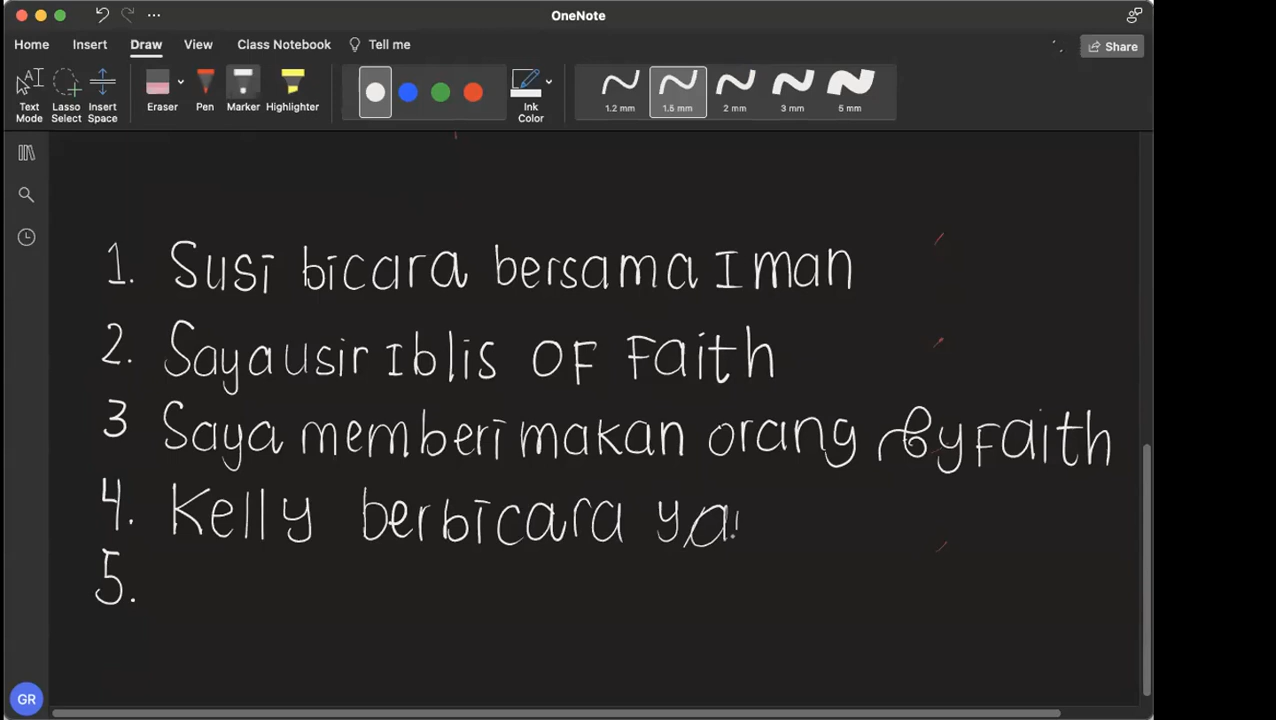 OneNote
Home Insert Draw View Class Notebook Tell me Share
Text Mode Lasso Select Insert Space Eraser Pen Marker Highlighter Ink Color 1.2 mm 1.5 mm 2 mm 3 mm 5 mm
1. Susi bicara bersama Iman
2. Saya usir Iblis OF Faith
3 Saya memberi makan orang By Faith
4. Kelly berbicara ya
5.
GR